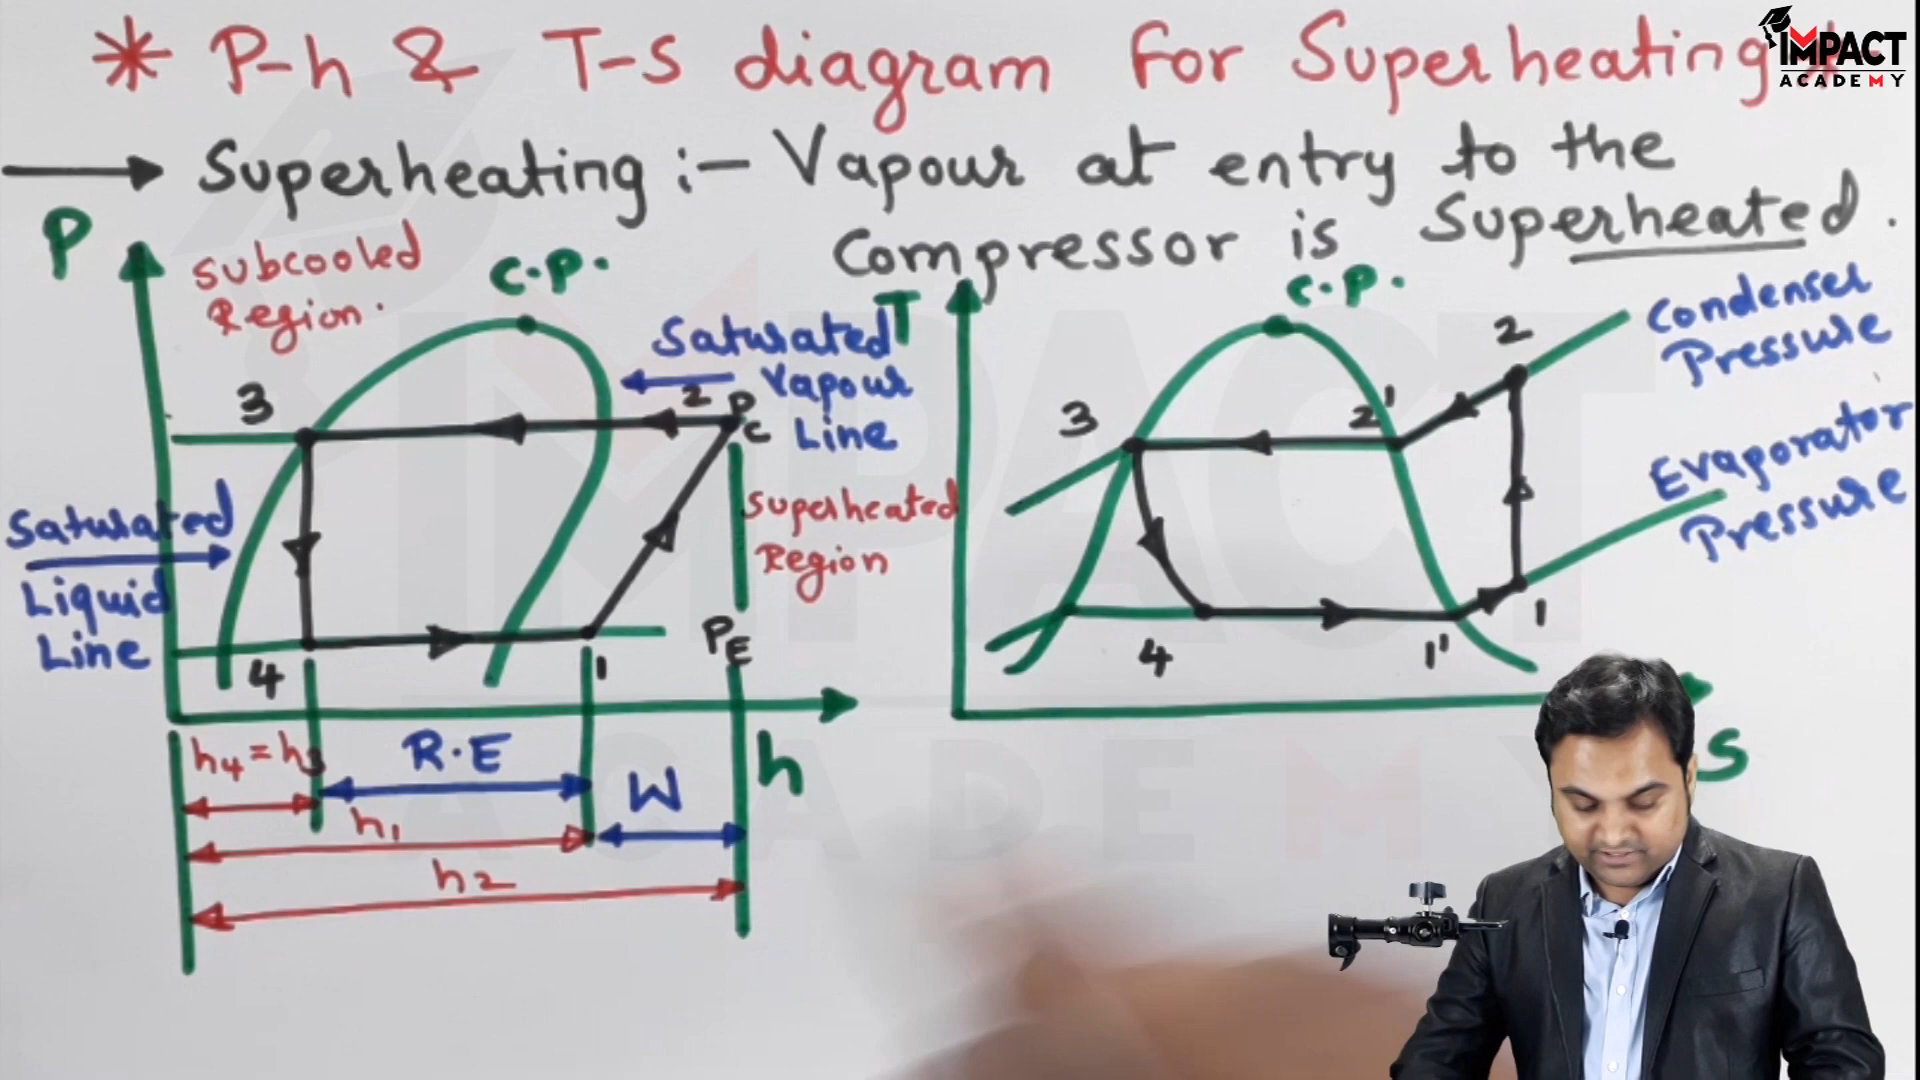 * P-h & T-s diagram for Superheating *
IMPACT
ACADEMY
→ Superheating :- Vapour at entry to the
compressor is Superheated.
P
Subcooled
Region.
C.P.
Saturated
Vapour
Line
3
2
Pc
Superheated
Region
Saturated
Liquid
Line
4
1
PE
h
h4 = h3
R.E
W
h1
h2
T
C.P.
2
Condenser
Pressure
3
2'
Evaporator
Pressure
4
1'
1
S
IMPACT
ACADEMY